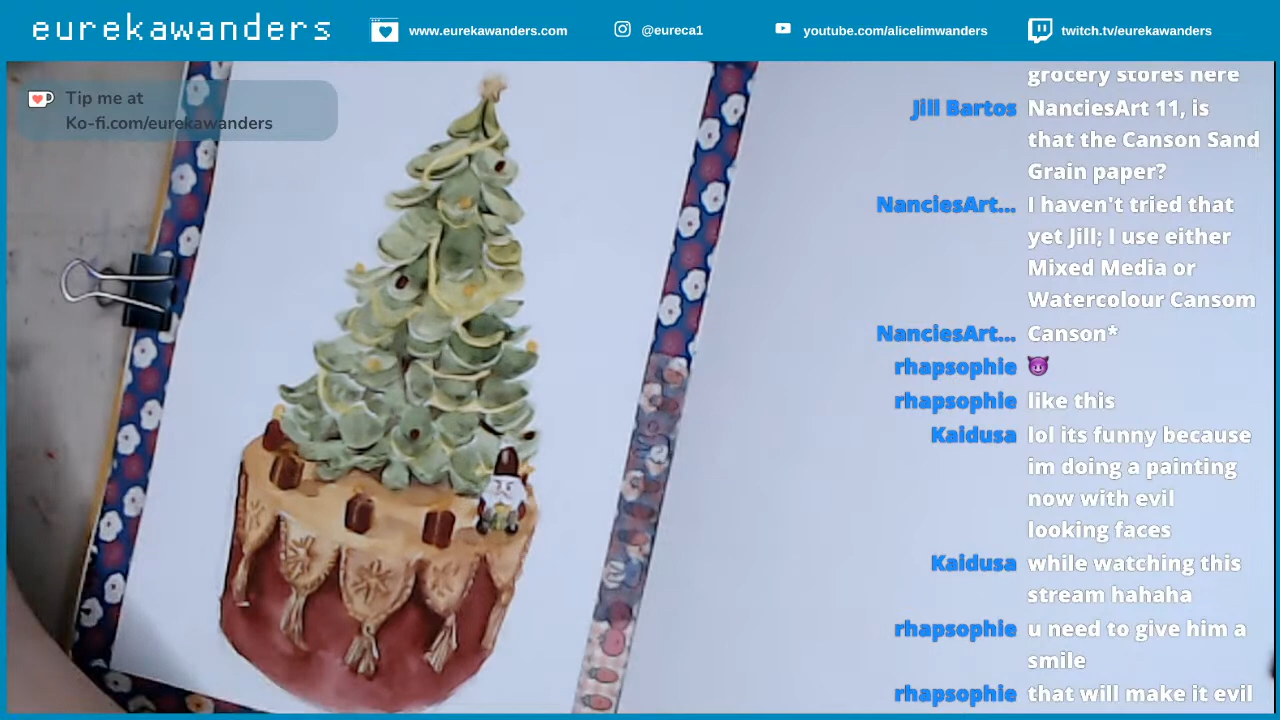 eurekawanders
www.eurekawanders.com
@eureca1
youtube.com/alicelimwanders
twitch.tv/eurekawanders
Tip me at
Ko-fi.com/eurekawanders
grocery stores here
Jill Bartos NanciesArt 11, is
that the Canson Sand
Grain paper?
NanciesArt... I haven't tried that
yet Jill; I use either
Mixed Media or
Watercolour Cansom
NanciesArt... Canson*
rhapsophie 😈
rhapsophie like this
Kaidusa lol its funny because
im doing a painting
now with evil
looking faces
Kaidusa while watching this
stream hahaha
rhapsophie u need to give him a
smile
rhapsophie that will make it evil